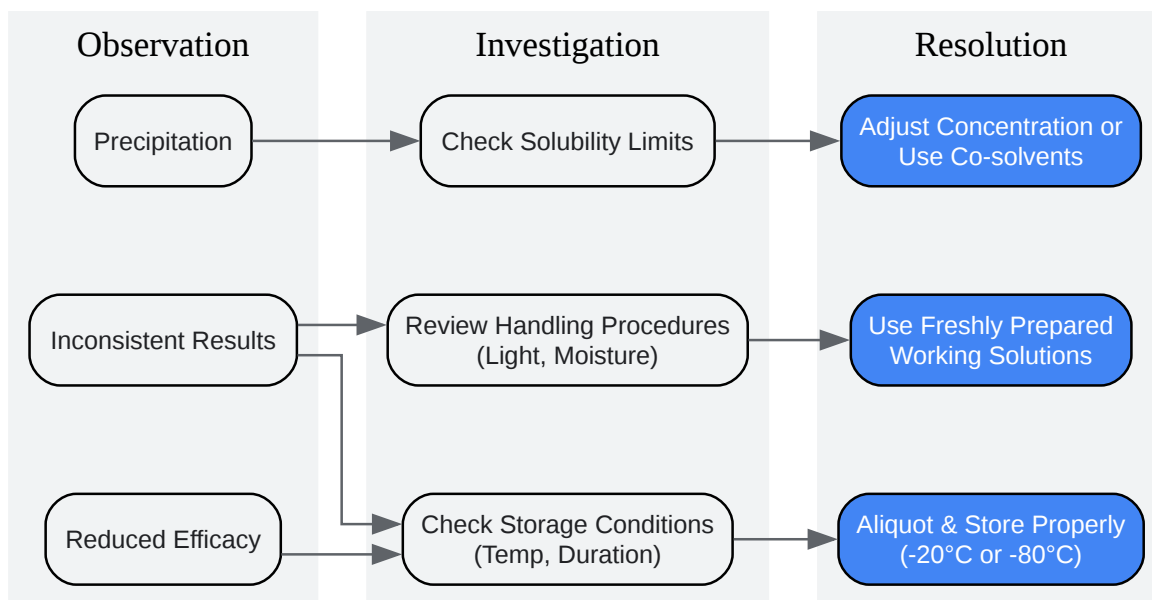 Observation
Investigation
Resolution
Precipitation
Check Solubility Limits
Adjust Concentration or
Use Co-solvents
Inconsistent Results
Review Handling Procedures
(Light, Moisture)
Use Freshly Prepared
Working Solutions
Reduced Efficacy
Check Storage Conditions
(Temp, Duration)
Aliquot & Store Properly
(-20°C or -80°C)